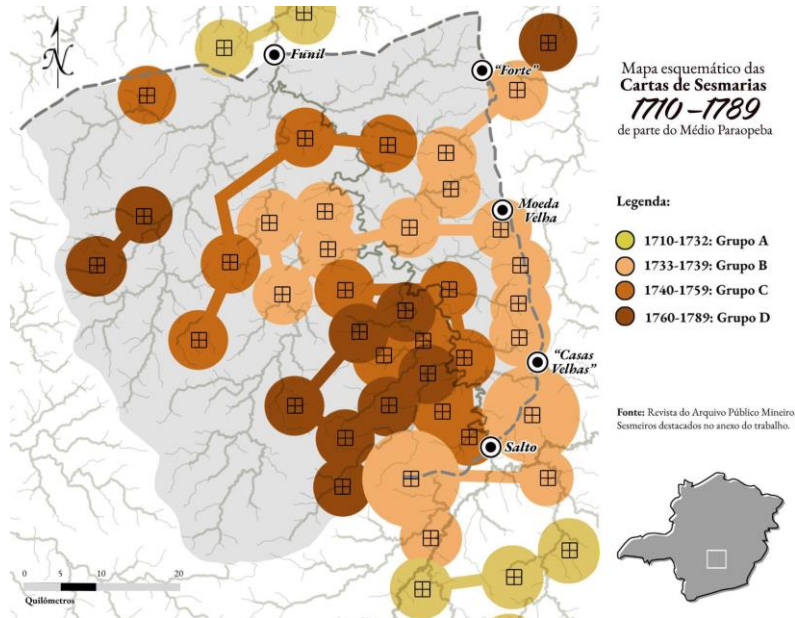 Mapa esquemático das
Cartas de Sesmarias
1710 – 1789
de parte do Médio Paraopeba
Legenda:
1710-1732: Grupo A
1733-1739: Grupo B
1740-1759: Grupo C
1760-1789: Grupo D
Fonte: Revista do Arquivo Público Mineiro.
Sesmeiros destacados no anexo do trabalho.
N
Funil
"Forte"
Moeda
Velha
"Casas
Velhas"
Salto
0 5 10 20
Quilômetros